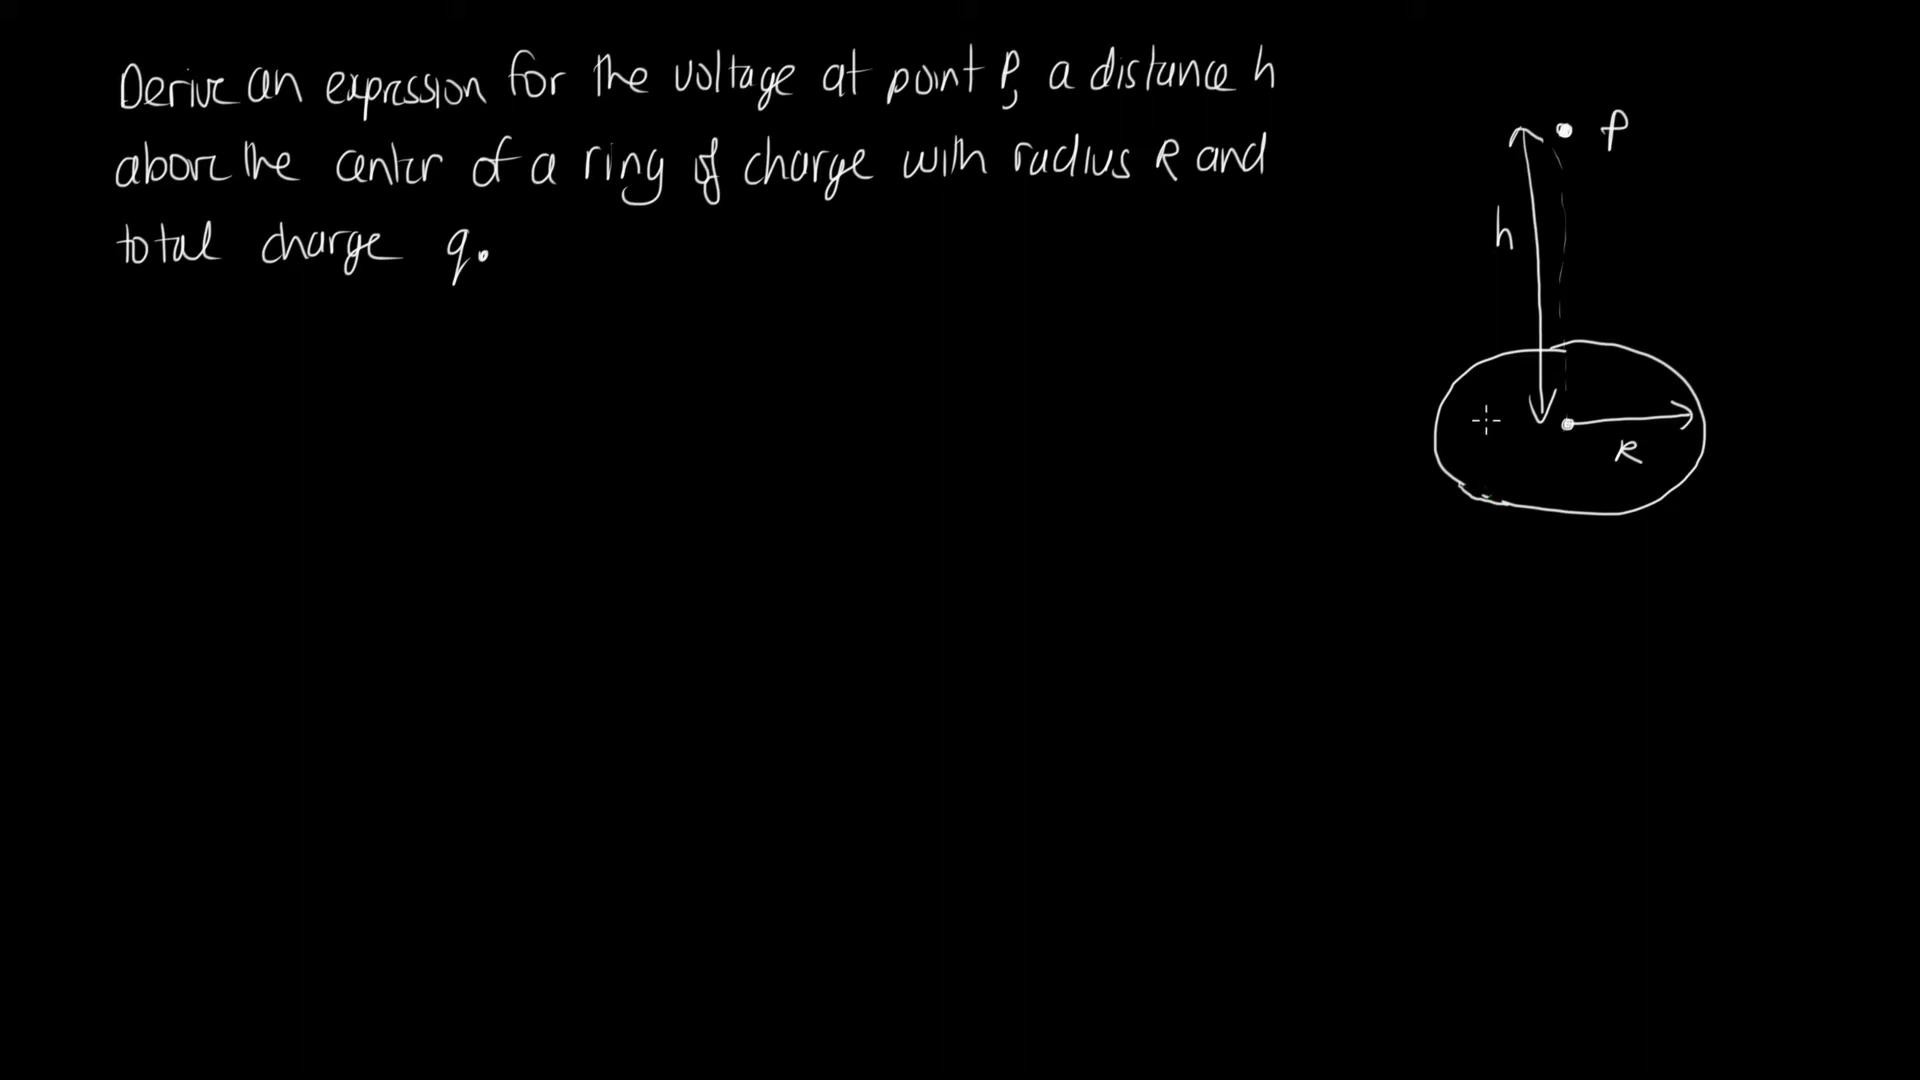 Derive an expression for the voltage at point P, a distance h
above the center of a ring of charge with radius R and
total charge q.
P
h
R